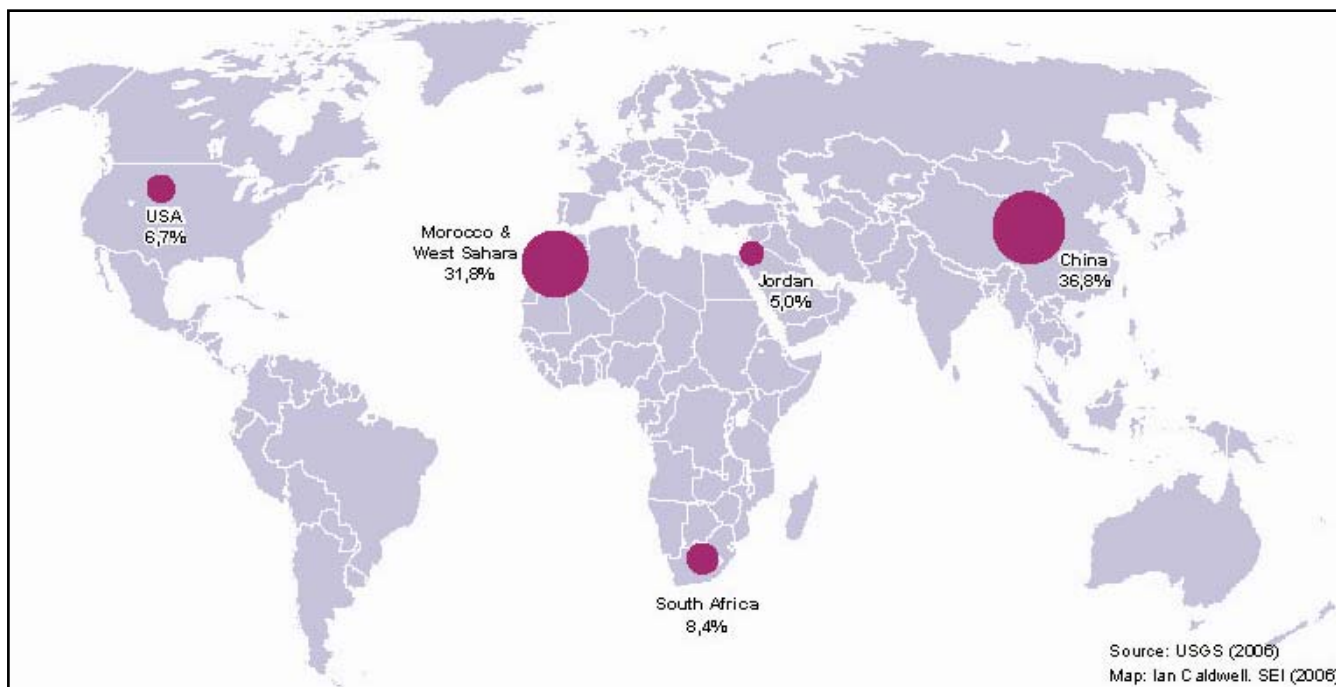 USA
6,7%
Morocco &
West Sahara
31,8%
Jordan
5,0%
China
36,8%
South Africa
8,4%
Source: USGS (2006)
Map: Ian Caldwell. SEI (2006)